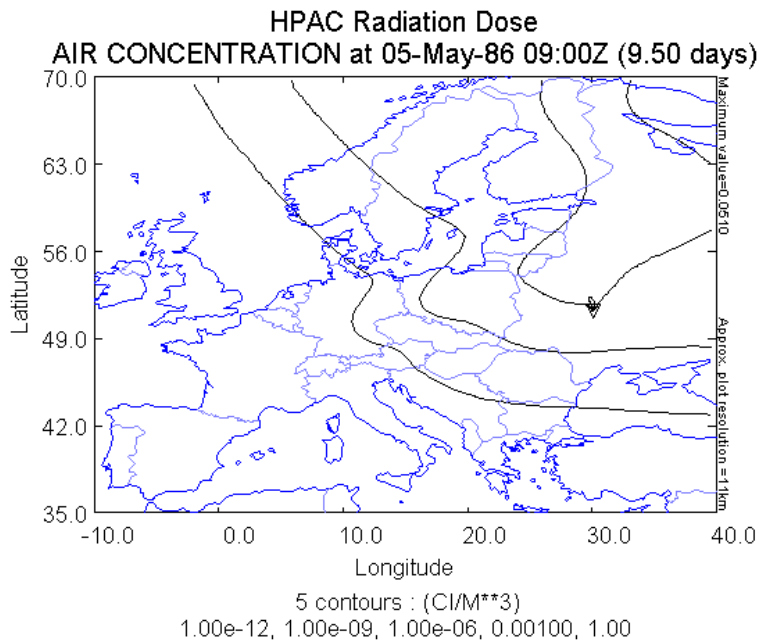 HPAC Radiation Dose
AIR CONCENTRATION at 05-May-86 09:00Z (9.50 days)
70.0
63.0
56.0
49.0
42.0
35.0
Latitude
-10.0 0.0 10.0 20.0 30.0 40.0
Longitude
Maximum value=0.0510
Approx. plot resolution =11km
5 contours : (CI/M**3)
1.00e-12, 1.00e-09, 1.00e-06, 0.00100, 1.00